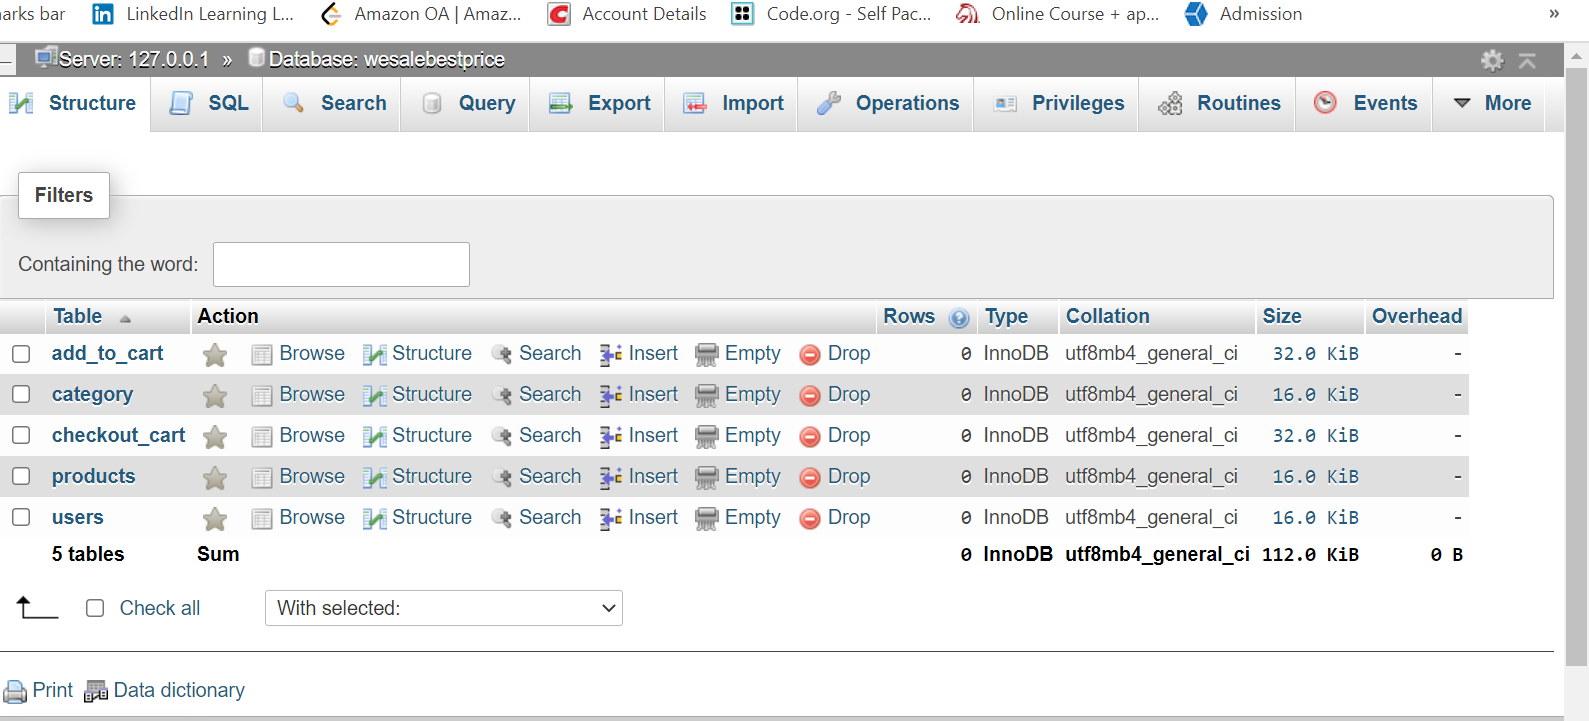 arks bar LinkedIn Learning L... Amazon OA | Amaz... Account Details Code.org - Self Pac... Online Course + ap... Admission »
Server: 127.0.0.1 » Database: wesalebestprice
Structure SQL Search Query Export Import Operations Privileges Routines Events More
Filters
Containing the word:
Table Action Rows Type Collation Size Overhead
add_to_cart Browse Structure Search Insert Empty Drop 0 InnoDB utf8mb4_general_ci 32.0 KiB -
category Browse Structure Search Insert Empty Drop 0 InnoDB utf8mb4_general_ci 16.0 KiB -
checkout_cart Browse Structure Search Insert Empty Drop 0 InnoDB utf8mb4_general_ci 32.0 KiB -
products Browse Structure Search Insert Empty Drop 0 InnoDB utf8mb4_general_ci 16.0 KiB -
users Browse Structure Search Insert Empty Drop 0 InnoDB utf8mb4_general_ci 16.0 KiB -
5 tables Sum 0 InnoDB utf8mb4_general_ci 112.0 KiB 0 B
Check all With selected:
Print Data dictionary